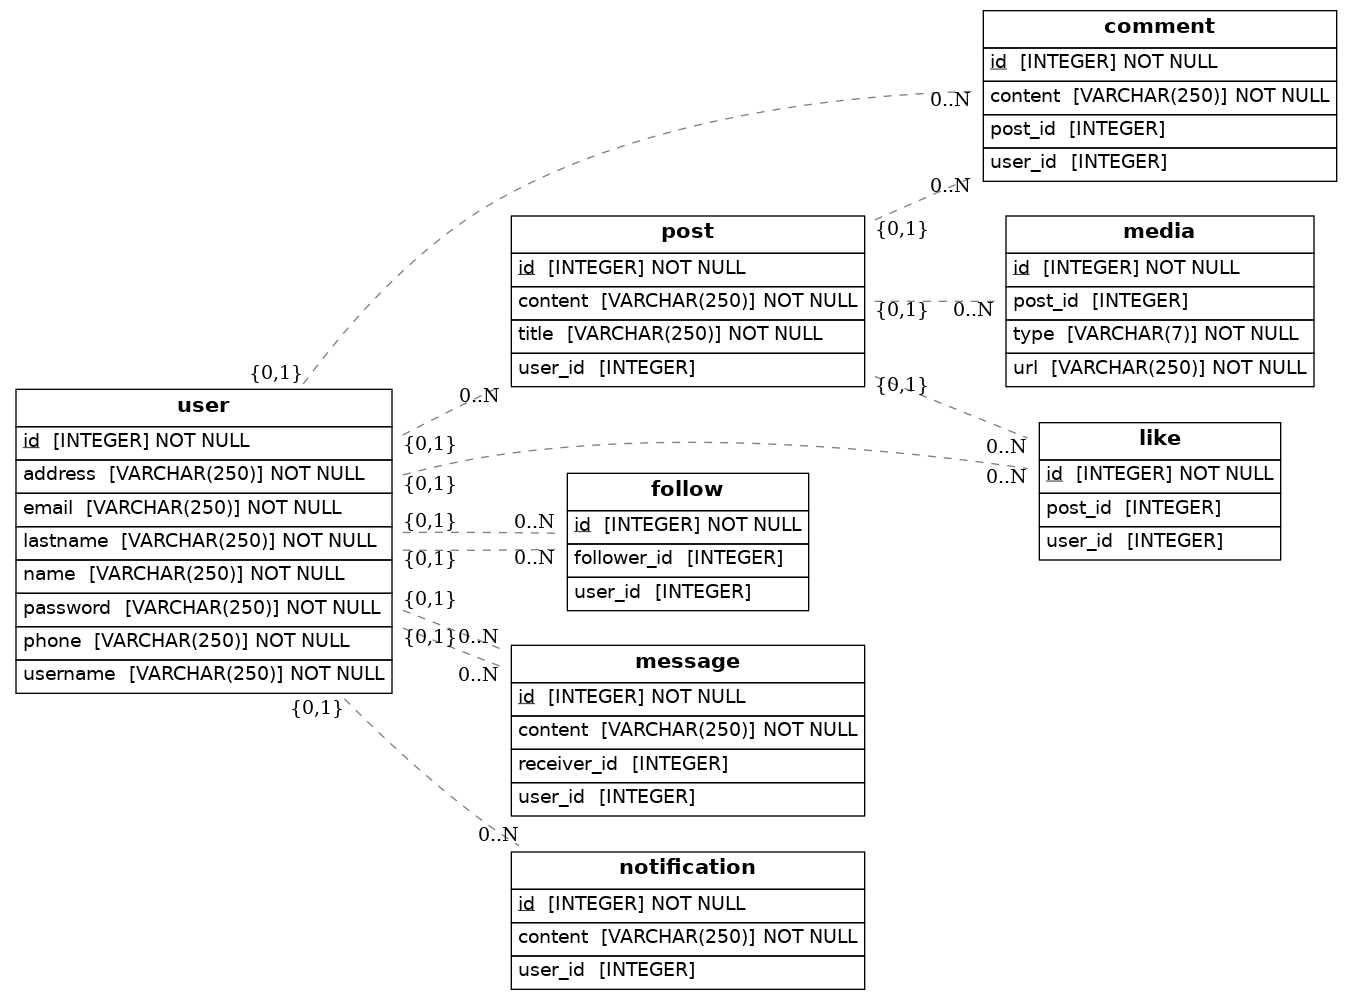 comment
id [INTEGER] NOT NULL
content [VARCHAR(250)] NOT NULL
post_id [INTEGER]
user_id [INTEGER]
0..N
0..N
{0,1}
post
id [INTEGER] NOT NULL
content [VARCHAR(250)] NOT NULL
title [VARCHAR(250)] NOT NULL
user_id [INTEGER]
{0,1}
0..N
{0,1}
media
id [INTEGER] NOT NULL
post_id [INTEGER]
type [VARCHAR(7)] NOT NULL
url [VARCHAR(250)] NOT NULL
{0,1}
0..N
user
id [INTEGER] NOT NULL
address [VARCHAR(250)] NOT NULL
email [VARCHAR(250)] NOT NULL
lastname [VARCHAR(250)] NOT NULL
name [VARCHAR(250)] NOT NULL
password [VARCHAR(250)] NOT NULL
phone [VARCHAR(250)] NOT NULL
username [VARCHAR(250)] NOT NULL
{0,1}
{0,1}
{0,1}
0..N
{0,1}
0..N
{0,1}
{0,1}
0..N
0..N
{0,1}
0..N
0..N
0..N
like
id [INTEGER] NOT NULL
post_id [INTEGER]
user_id [INTEGER]
follow
id [INTEGER] NOT NULL
follower_id [INTEGER]
user_id [INTEGER]
message
id [INTEGER] NOT NULL
content [VARCHAR(250)] NOT NULL
receiver_id [INTEGER]
user_id [INTEGER]
notification
id [INTEGER] NOT NULL
content [VARCHAR(250)] NOT NULL
user_id [INTEGER]